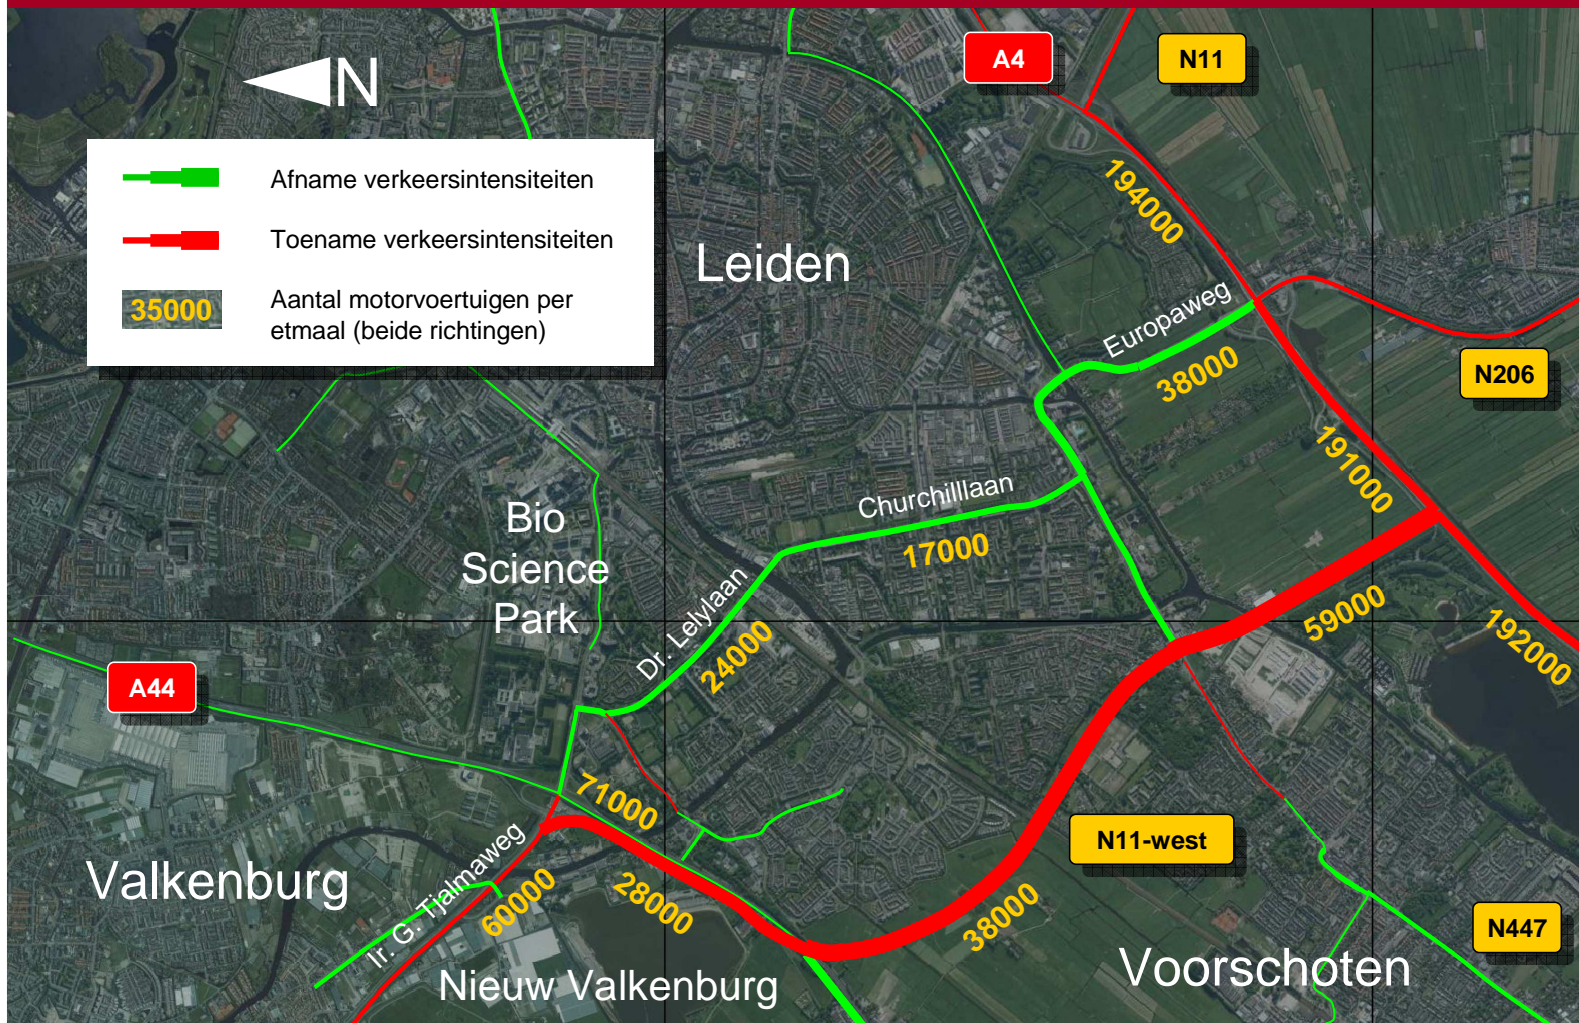 A4
N11
N
Afname verkeersintensiteiten
Toename verkeersintensiteiten
35000
Aantal motorvoertuigen per
etmaal (beide richtingen)
194000
Leiden
Europaweg
38000
N206
191000
Churchilllaan
17000
Bio
Science
Park
Dr. Lelylaan
24000
59000
192000
A44
71000
N11-west
Valkenburg
Ir. G. Tjalmaweg
60000
28000
38000
N447
Nieuw Valkenburg
Voorschoten